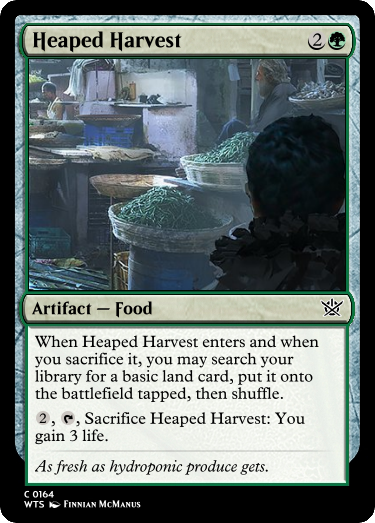 Heaped Harvest 2
Artifact — Food
When Heaped Harvest enters and when
you sacrifice it, you may search your
library for a basic land card, put it onto
the battlefield tapped, then shuffle.
2, , Sacrifice Heaped Harvest: You
gain 3 life.
As fresh as hydroponic produce gets.
C 0164
WTS Finnian McManus